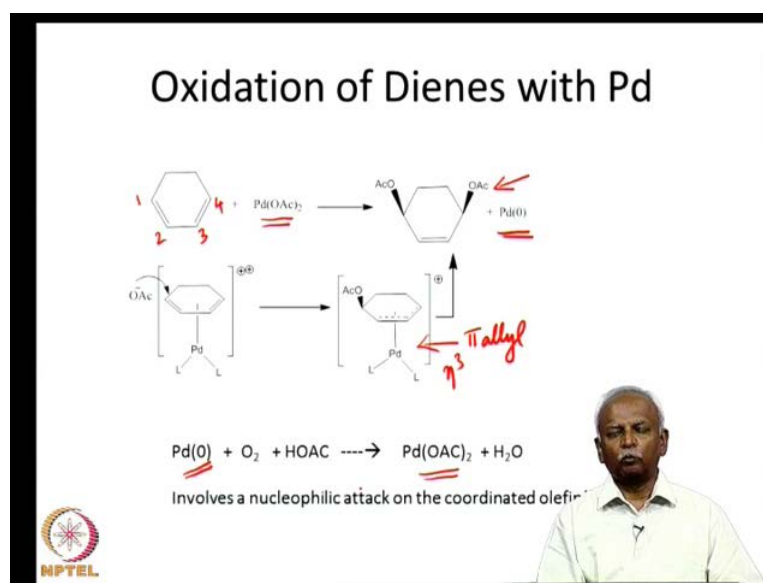 Oxidation of Dienes with Pd
AcO OAc
1 4 + Pd(OAc)2 + Pd(0)
2 3
⊕⊕ ⊕
OAc AcO
Pd Pd π allyl
L L L L η3
Pd(0) + O2 + HOAC ----→ Pd(OAC)2 + H2O
Involves a nucleophilic attack on the coordinated olefin
NPTEL